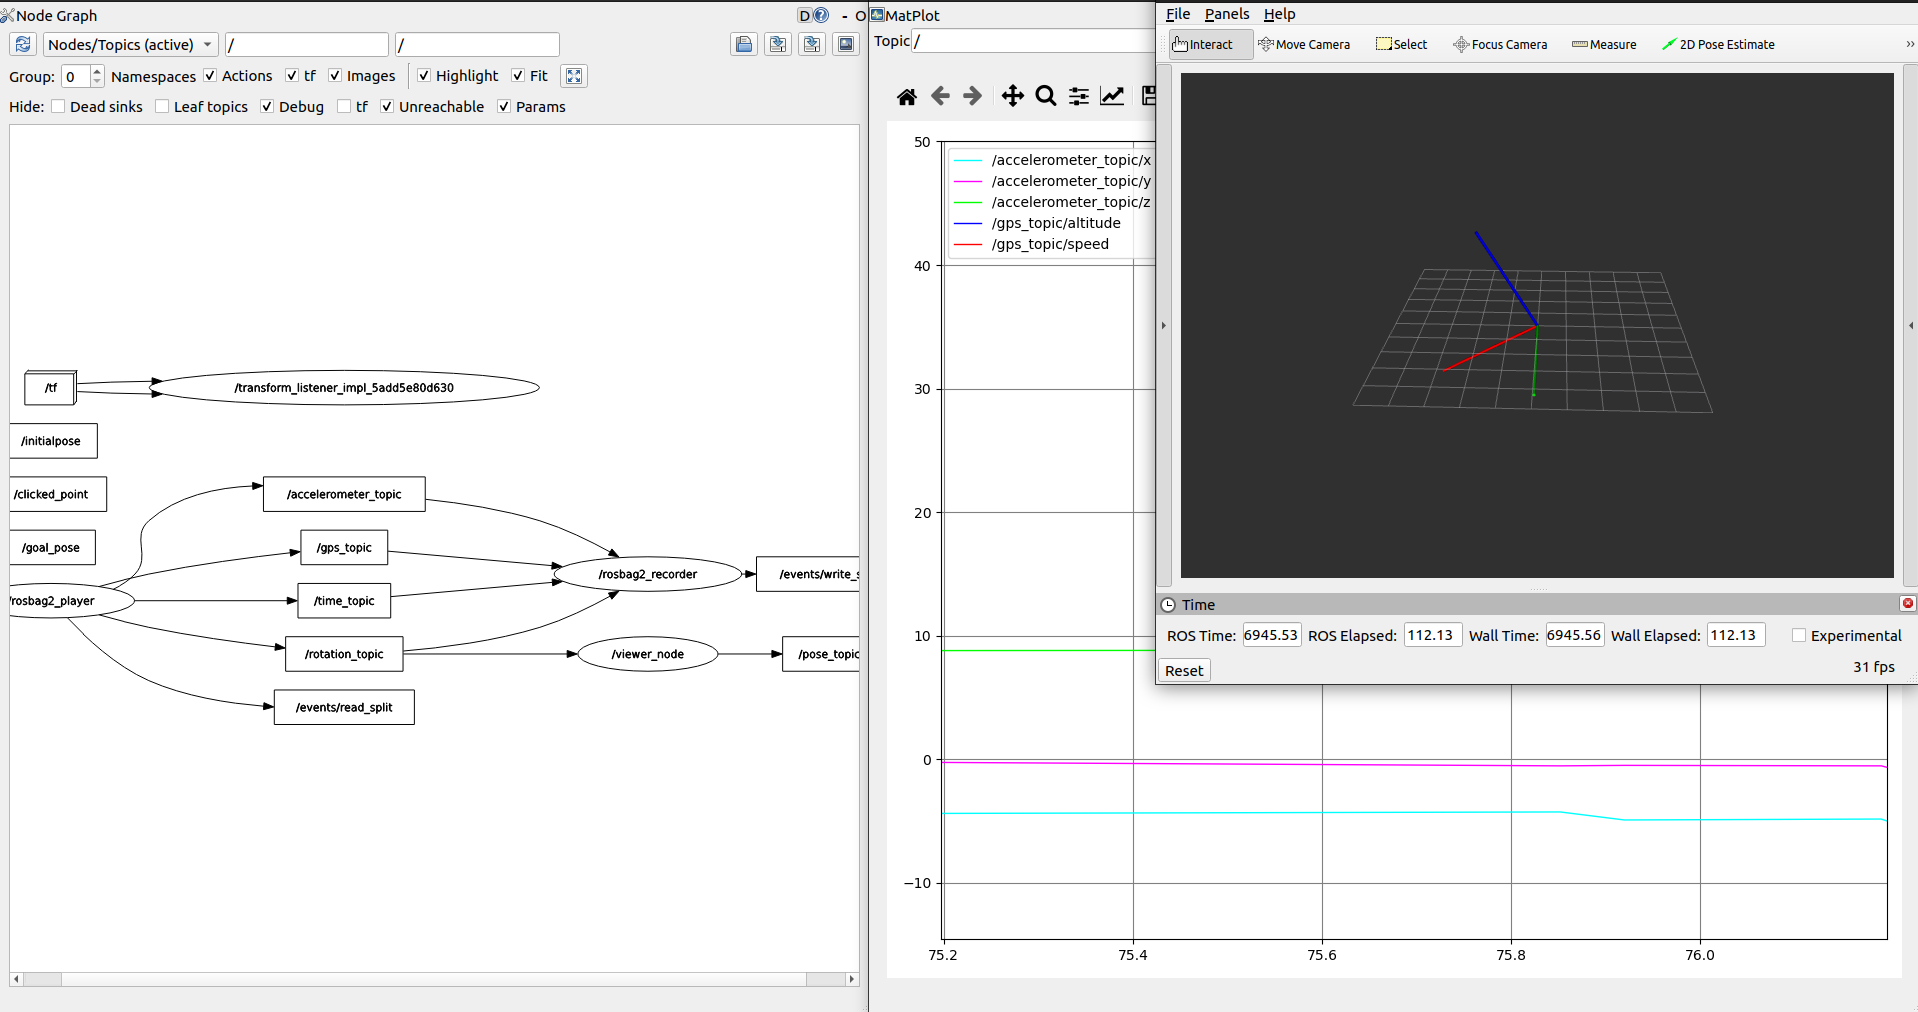 Node Graph
D
- O
Nodes/Topics (active)
/
/
Group: 0 Namespaces Actions tf Images Highlight Fit
Hide: Dead sinks Leaf topics Debug tf Unreachable Params
/tf
/transform_listener_impl_5add5e80d630
/initialpose
/clicked_point
/accelerometer_topic
/goal_pose
/gps_topic
/rosbag2_recorder
/events/write_s
/rosbag2_player
/time_topic
/rotation_topic
/viewer_node
/pose_topic
/events/read_split
MatPlot
Topic /
50
40
30
20
10
0
−10
/accelerometer_topic/x
/accelerometer_topic/y
/accelerometer_topic/z
/gps_topic/altitude
/gps_topic/speed
75.2 75.4 75.6 75.8 76.0
File Panels Help
Interact Move Camera Select Focus Camera Measure 2D Pose Estimate »
Time
ROS Time: 6945.53 ROS Elapsed: 112.13 Wall Time: 6945.56 Wall Elapsed: 112.13 Experimental
Reset
31 fps